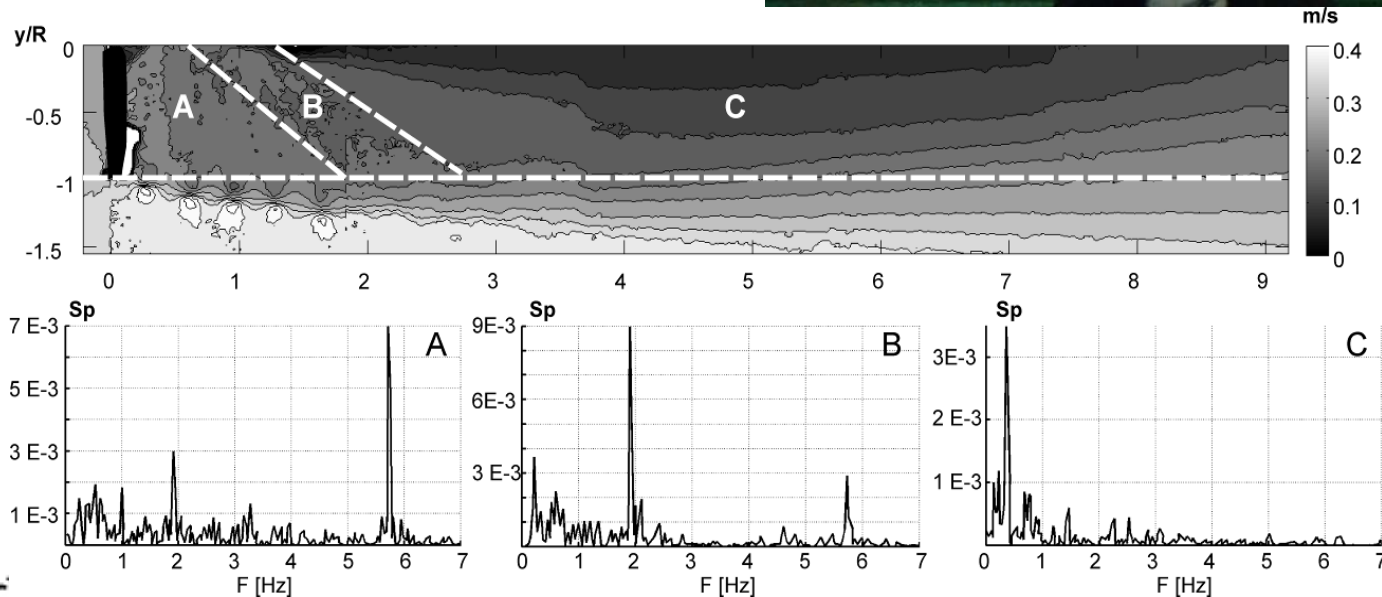 m/s
y/R
0 0.4
A B C
0.3
-0.5
0.2
-1
0.1
-1.5 0
0 1 2 3 4 5 6 7 8 9
Sp Sp Sp
7 E-3 9E-3
A B C
3E-3
5 E-3
6E-3
2 E-3
3 E-3
3 E-3
1 E-3
1 E-3
0 1 2 3 4 5 6 7 0 1 2 3 4 5 6 7 0 1 2 3 4 5 6 7
F [Hz] F [Hz] F [Hz]